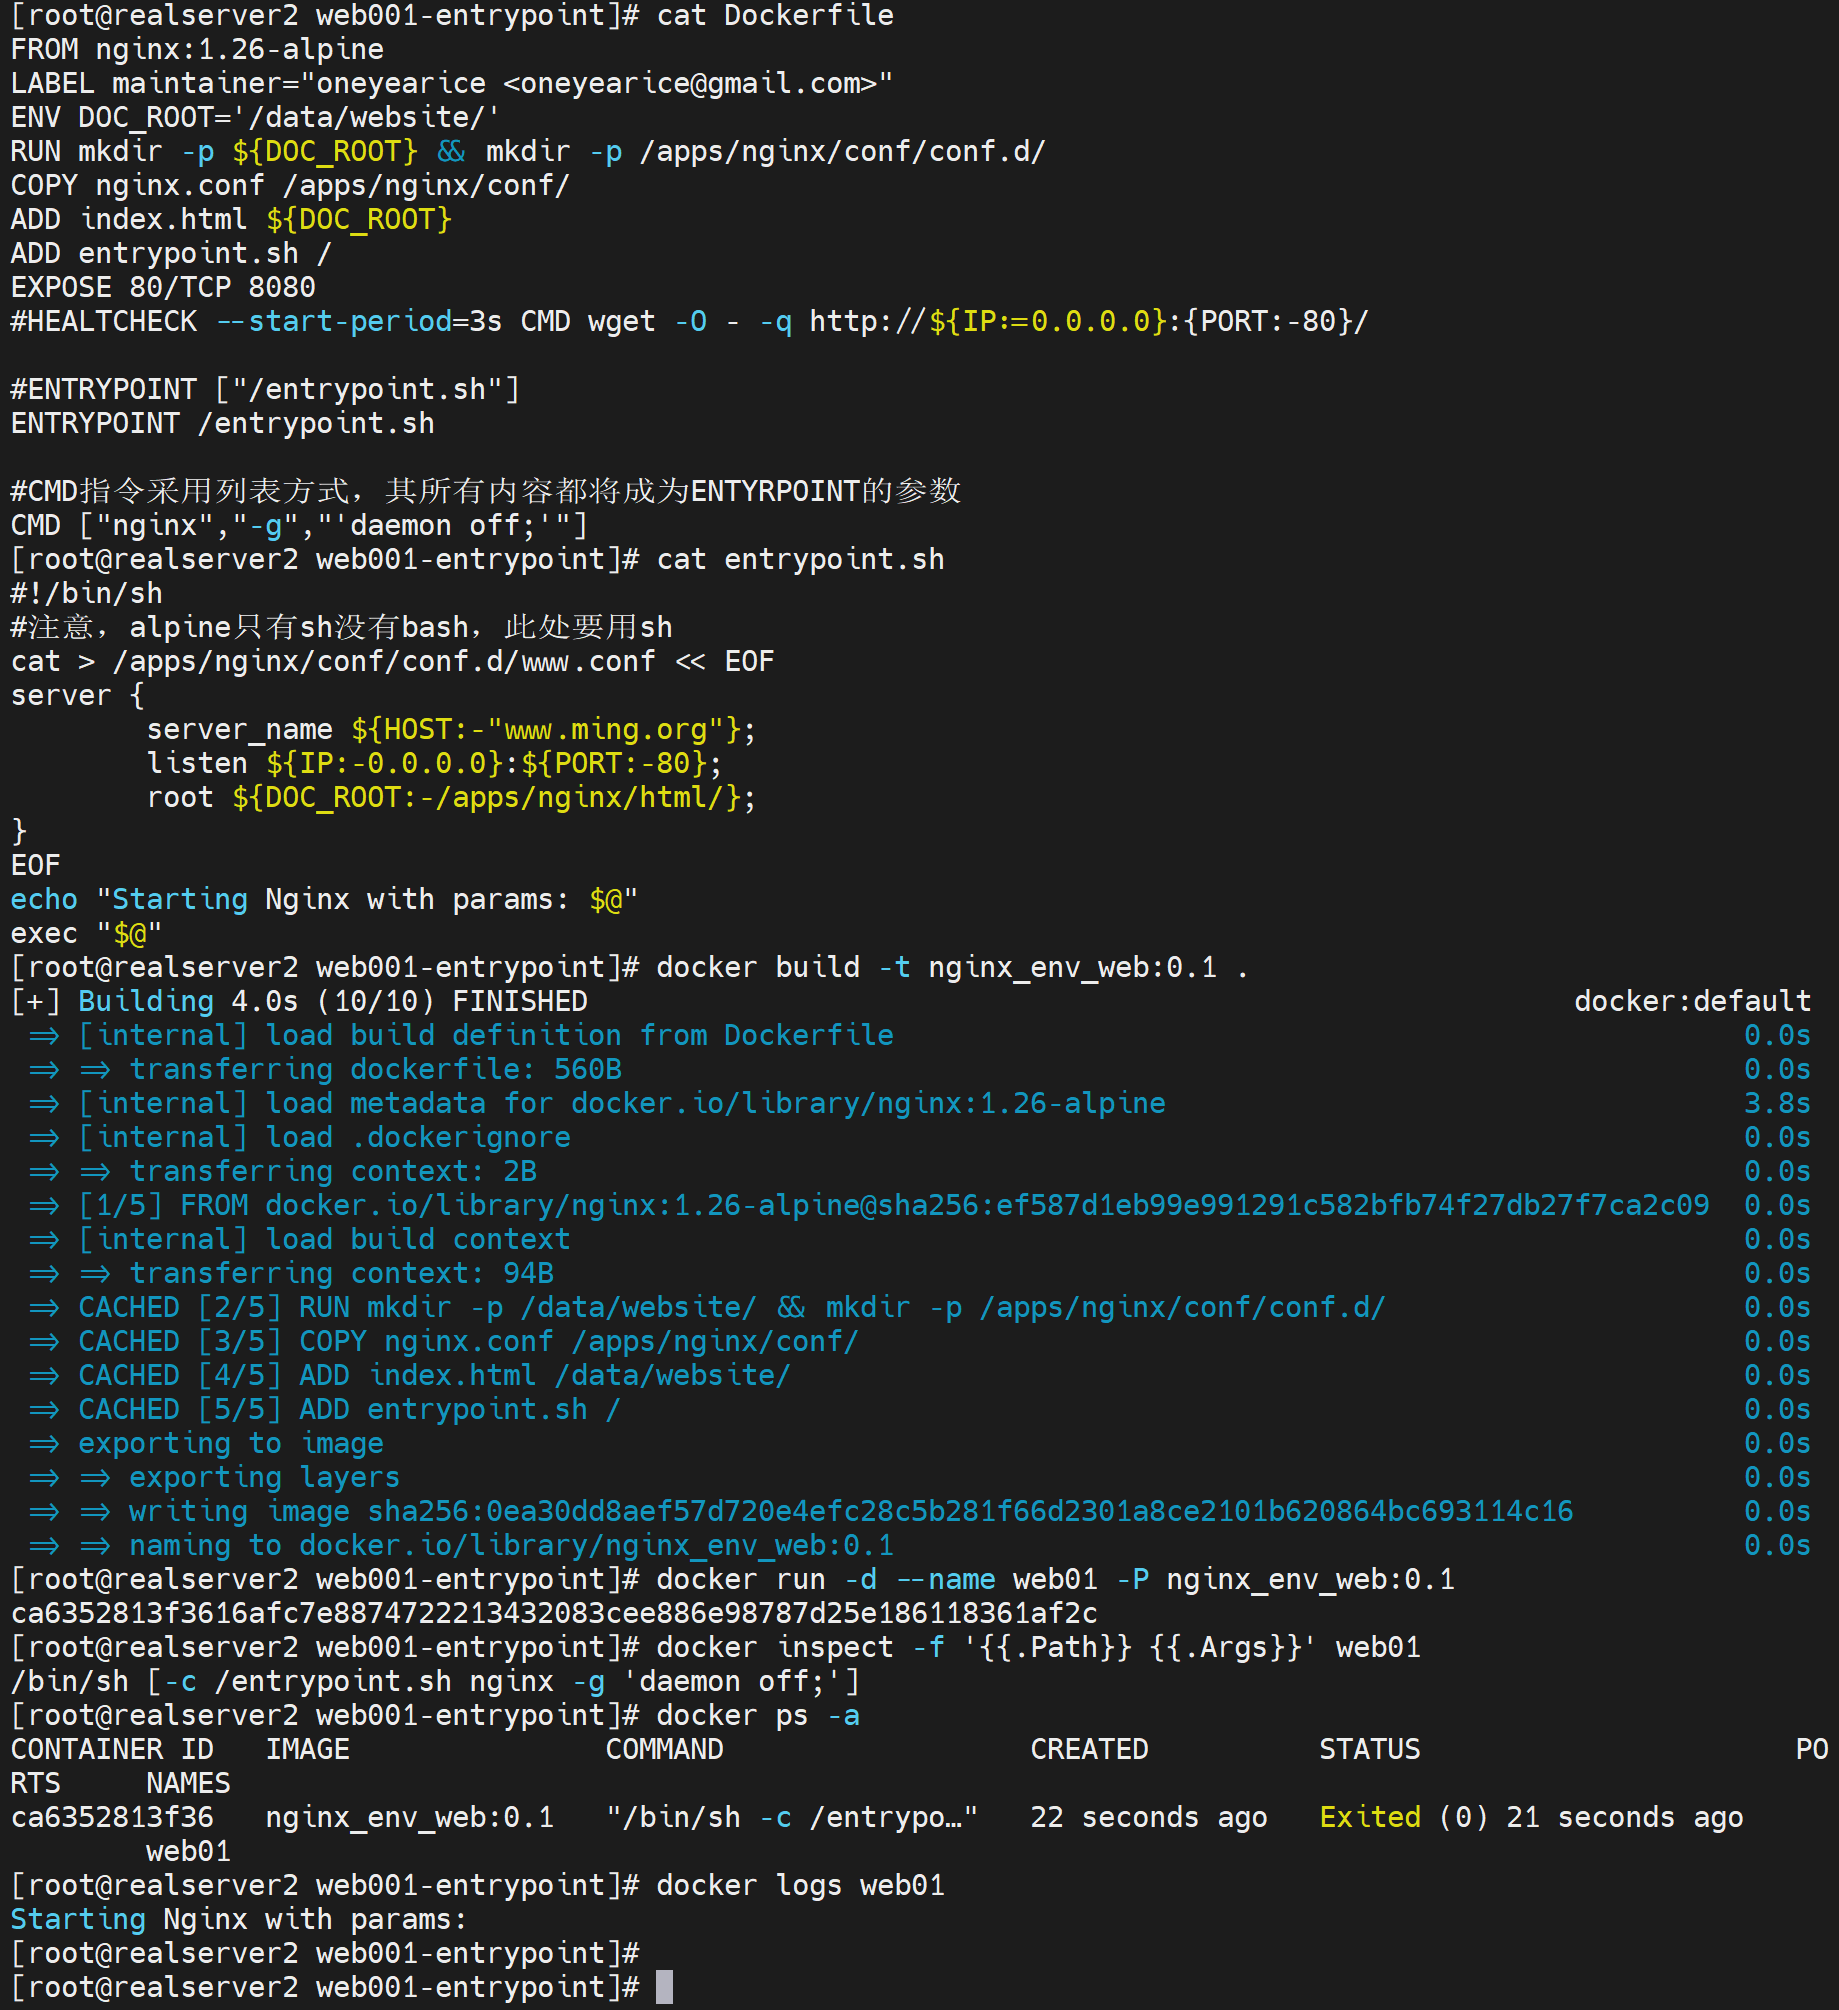 [root@realserver2 web001-entrypoint]# cat Dockerfile
FROM nginx:1.26-alpine
LABEL maintainer="oneyearice <oneyearice@gmail.com>"
ENV DOC_ROOT='/data/website/'
RUN mkdir -p ${DOC_ROOT} && mkdir -p /apps/nginx/conf/conf.d/
COPY nginx.conf /apps/nginx/conf/
ADD index.html ${DOC_ROOT}
ADD entrypoint.sh /
EXPOSE 80/TCP 8080
#HEALTCHECK --start-period=3s CMD wget -O - -q http://${IP:=0.0.0.0}:{PORT:-80}/

#ENTRYPOINT ["/entrypoint.sh"]
ENTRYPOINT /entrypoint.sh

#CMD指令采用列表方式，其所有内容都将成为ENTYRPOINT的参数
CMD ["nginx","-g","'daemon off;'"]
[root@realserver2 web001-entrypoint]# cat entrypoint.sh
#!/bin/sh
#注意，alpine只有sh没有bash，此处要用sh
cat > /apps/nginx/conf/conf.d/www.conf << EOF
server {
        server_name ${HOST:-"www.ming.org"};
        listen ${IP:-0.0.0.0}:${PORT:-80};
        root ${DOC_ROOT:-/apps/nginx/html/};
}
EOF
echo "Starting Nginx with params: $@"
exec "$@"
[root@realserver2 web001-entrypoint]# docker build -t nginx_env_web:0.1 .
[+] Building 4.0s (10/10) FINISHED docker:default
 => [internal] load build definition from Dockerfile 0.0s
 => => transferring dockerfile: 560B 0.0s
 => [internal] load metadata for docker.io/library/nginx:1.26-alpine 3.8s
 => [internal] load .dockerignore 0.0s
 => => transferring context: 2B 0.0s
 => [1/5] FROM docker.io/library/nginx:1.26-alpine@sha256:ef587d1eb99e991291c582bfb74f27db27f7ca2c09 0.0s
 => [internal] load build context 0.0s
 => => transferring context: 94B 0.0s
 => CACHED [2/5] RUN mkdir -p /data/website/ && mkdir -p /apps/nginx/conf/conf.d/ 0.0s
 => CACHED [3/5] COPY nginx.conf /apps/nginx/conf/ 0.0s
 => CACHED [4/5] ADD index.html /data/website/ 0.0s
 => CACHED [5/5] ADD entrypoint.sh / 0.0s
 => exporting to image 0.0s
 => => exporting layers 0.0s
 => => writing image sha256:0ea30dd8aef57d720e4efc28c5b281f66d2301a8ce2101b620864bc693114c16 0.0s
 => => naming to docker.io/library/nginx_env_web:0.1 0.0s
[root@realserver2 web001-entrypoint]# docker run -d --name web01 -P nginx_env_web:0.1
ca6352813f3616afc7e8874722213432083cee886e98787d25e186118361af2c
[root@realserver2 web001-entrypoint]# docker inspect -f '{{.Path}} {{.Args}}' web01
/bin/sh [-c /entrypoint.sh nginx -g 'daemon off;']
[root@realserver2 web001-entrypoint]# docker ps -a
CONTAINER ID   IMAGE               COMMAND                  CREATED          STATUS                      PO
RTS     NAMES
ca6352813f36   nginx_env_web:0.1   "/bin/sh -c /entrypo…"   22 seconds ago   Exited (0) 21 seconds ago
        web01
[root@realserver2 web001-entrypoint]# docker logs web01
Starting Nginx with params:
[root@realserver2 web001-entrypoint]#
[root@realserver2 web001-entrypoint]#